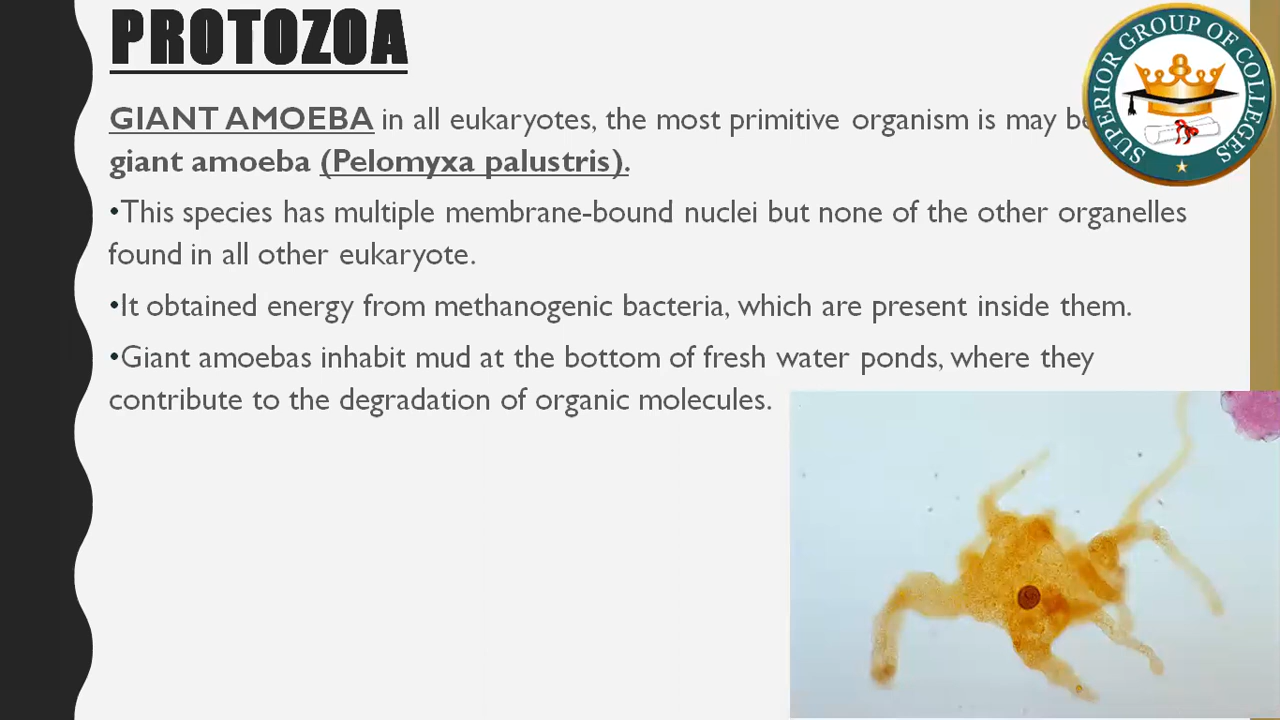 PROTOZOA
GIANT AMOEBA in all eukaryotes, the most primitive organism is may be
giant amoeba (Pelomyxa palustris).
•This species has multiple membrane-bound nuclei but none of the other organelles
found in all other eukaryote.
•It obtained energy from methanogenic bacteria, which are present inside them.
•Giant amoebas inhabit mud at the bottom of fresh water ponds, where they
contribute to the degradation of organic molecules.
SUPERIOR GROUP OF COLLEGES